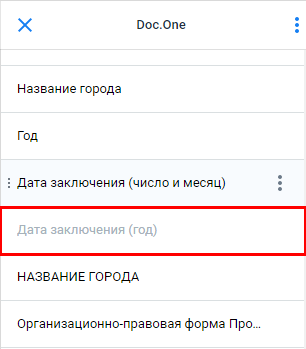 Doc.One
Название города
Год
Дата заключения (число и месяц)
Дата заключения (год)
НАЗВАНИЕ ГОРОДА
Организационно-правовая форма Про...